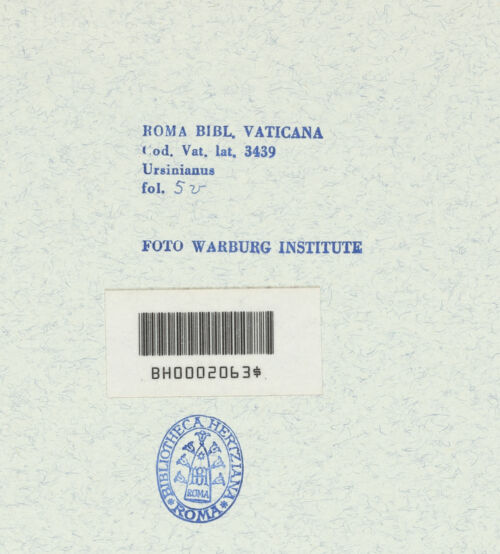 ROMA BIBL. VATICANA
Cod. Vat. lat. 3439
Ursinianus
fol. 5v
FOTO WARBURG INSTITUTE
BH0002063$
BIBLIOTHECA HERTZIANA
ROMA
* ROMA *